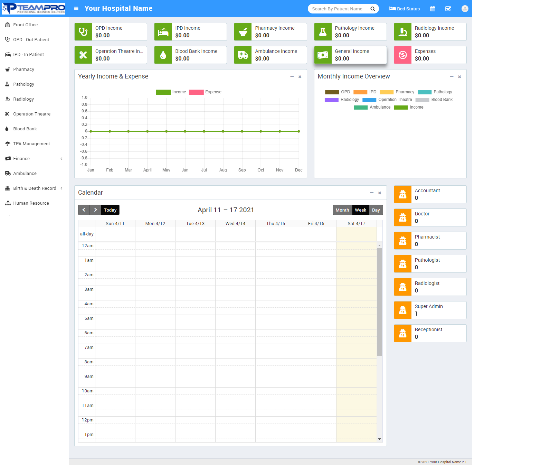 TEAMPRO
Your Hospital Name
Search By Patient Name
Bed Status
Front Office
OPD - Out Patient
IPD - In Patient
Pharmacy
Pathology
Radiology
Operation Theatre
Blood Bank
TPA Management
Finance
Ambulance
Birth & Death Record
Human Resource
OPD Income
$0.00
IPD Income
$0.00
Pharmacy Income
$0.00
Pathology Income
$0.00
Radiology Income
$0.00
Operation Theatre In...
$0.00
Blood Bank Income
$0.00
Ambulance Income
$0.00
General Income
$0.00
Expenses
$0.00
Yearly Income & Expense
Income Expense
1.0
0.8
0.6
0.4
0.2
0
-0.2
-0.4
-0.6
-0.8
-1.0
Jan Feb March April May Jun July Aug Sep Oct Nov Dec
Monthly Income Overview
OPD IPD Pharmacy Pathology
Radiology Operation Theatre Blood Bank
Ambulance Income
Calendar
Today
April 11 – 17 2021
Month Week Day
Sun 4/11 Mon 4/12 Tue 4/13 Wed 4/14 Thu 4/15 Fri 4/16 Sat 4/17
all-day
12am
1am
2am
3am
4am
5am
6am
7am
8am
9am
10am
11am
12pm
1pm
Accountant
0
Doctor
0
Pharmacist
0
Pathologist
0
Radiologist
0
Super Admin
1
Receptionist
0